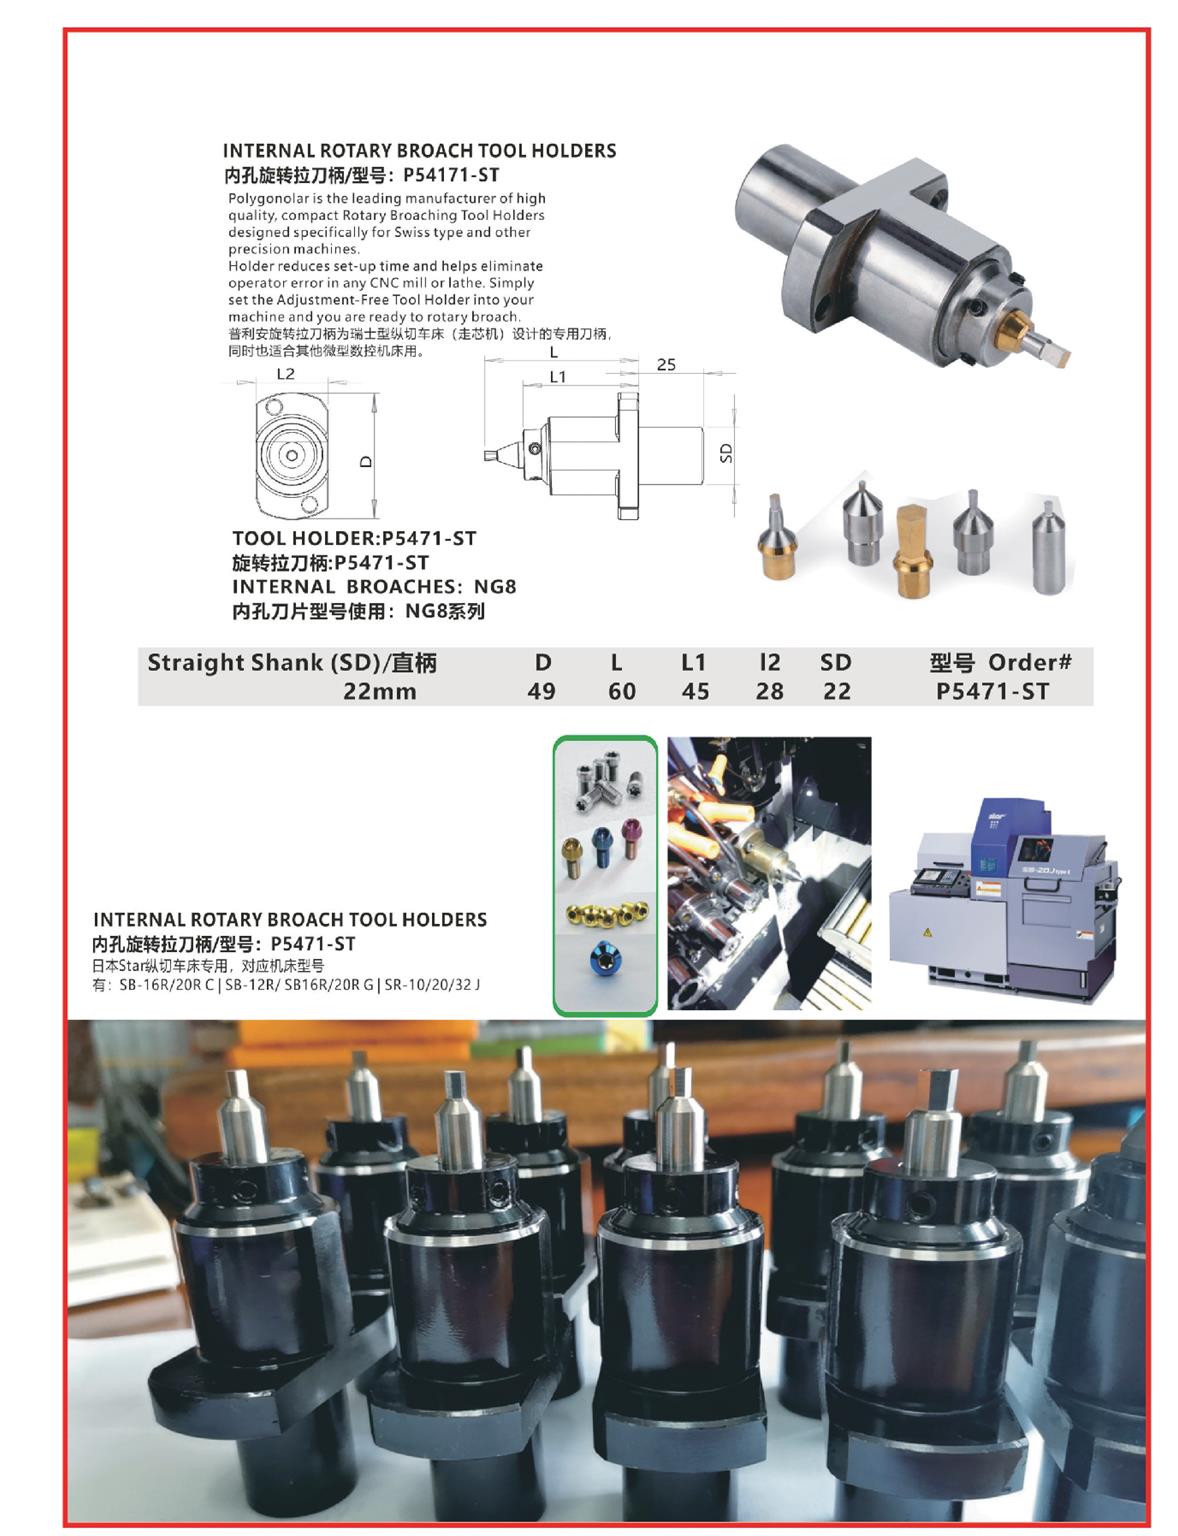 INTERNAL ROTARY BROACH TOOL HOLDERS
内孔旋转拉刀柄/型号：P54171-ST
Polygonolar is the leading manufacturer of high
quality, compact Rotary Broaching Tool Holders
designed specifically for Swiss type and other
precision machines.
Holder reduces set-up time and helps eliminate
operator error in any CNC mill or lathe. Simply
set the Adjustment-Free Tool Holder into your
machine and you are ready to rotary broach.
普利安旋转拉刀柄为瑞士型纵切车床（走芯机）设计的专用刀柄，
同时也适合其他微型数控机床用。
L
25
L2
L1
D
SD
TOOL HOLDER:P5471-ST
旋转拉刀柄:P5471-ST
INTERNAL BROACHES: NG8
内孔刀片型号使用：NG8系列
Straight Shank (SD)/直柄 D L L1 l2 SD 型号 Order#
22mm 49 60 45 28 22 P5471-ST
star
SB-20J type
INTERNAL ROTARY BROACH TOOL HOLDERS
内孔旋转拉刀柄/型号：P5471-ST
日本Star纵切车床专用，对应机床型号
有：SB-16R/20R C | SB-12R/ SB16R/20R G | SR-10/20/32 J